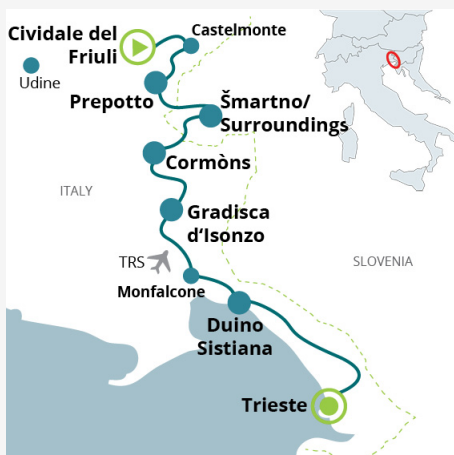 Cividale del
Friuli
Castelmonte
Udine
Prepotto
Šmartno/
Surroundings
Cormòns
ITALY
Gradisca
d‘Isonzo
TRS
SLOVENIA
Monfalcone
Duino
Sistiana
Trieste